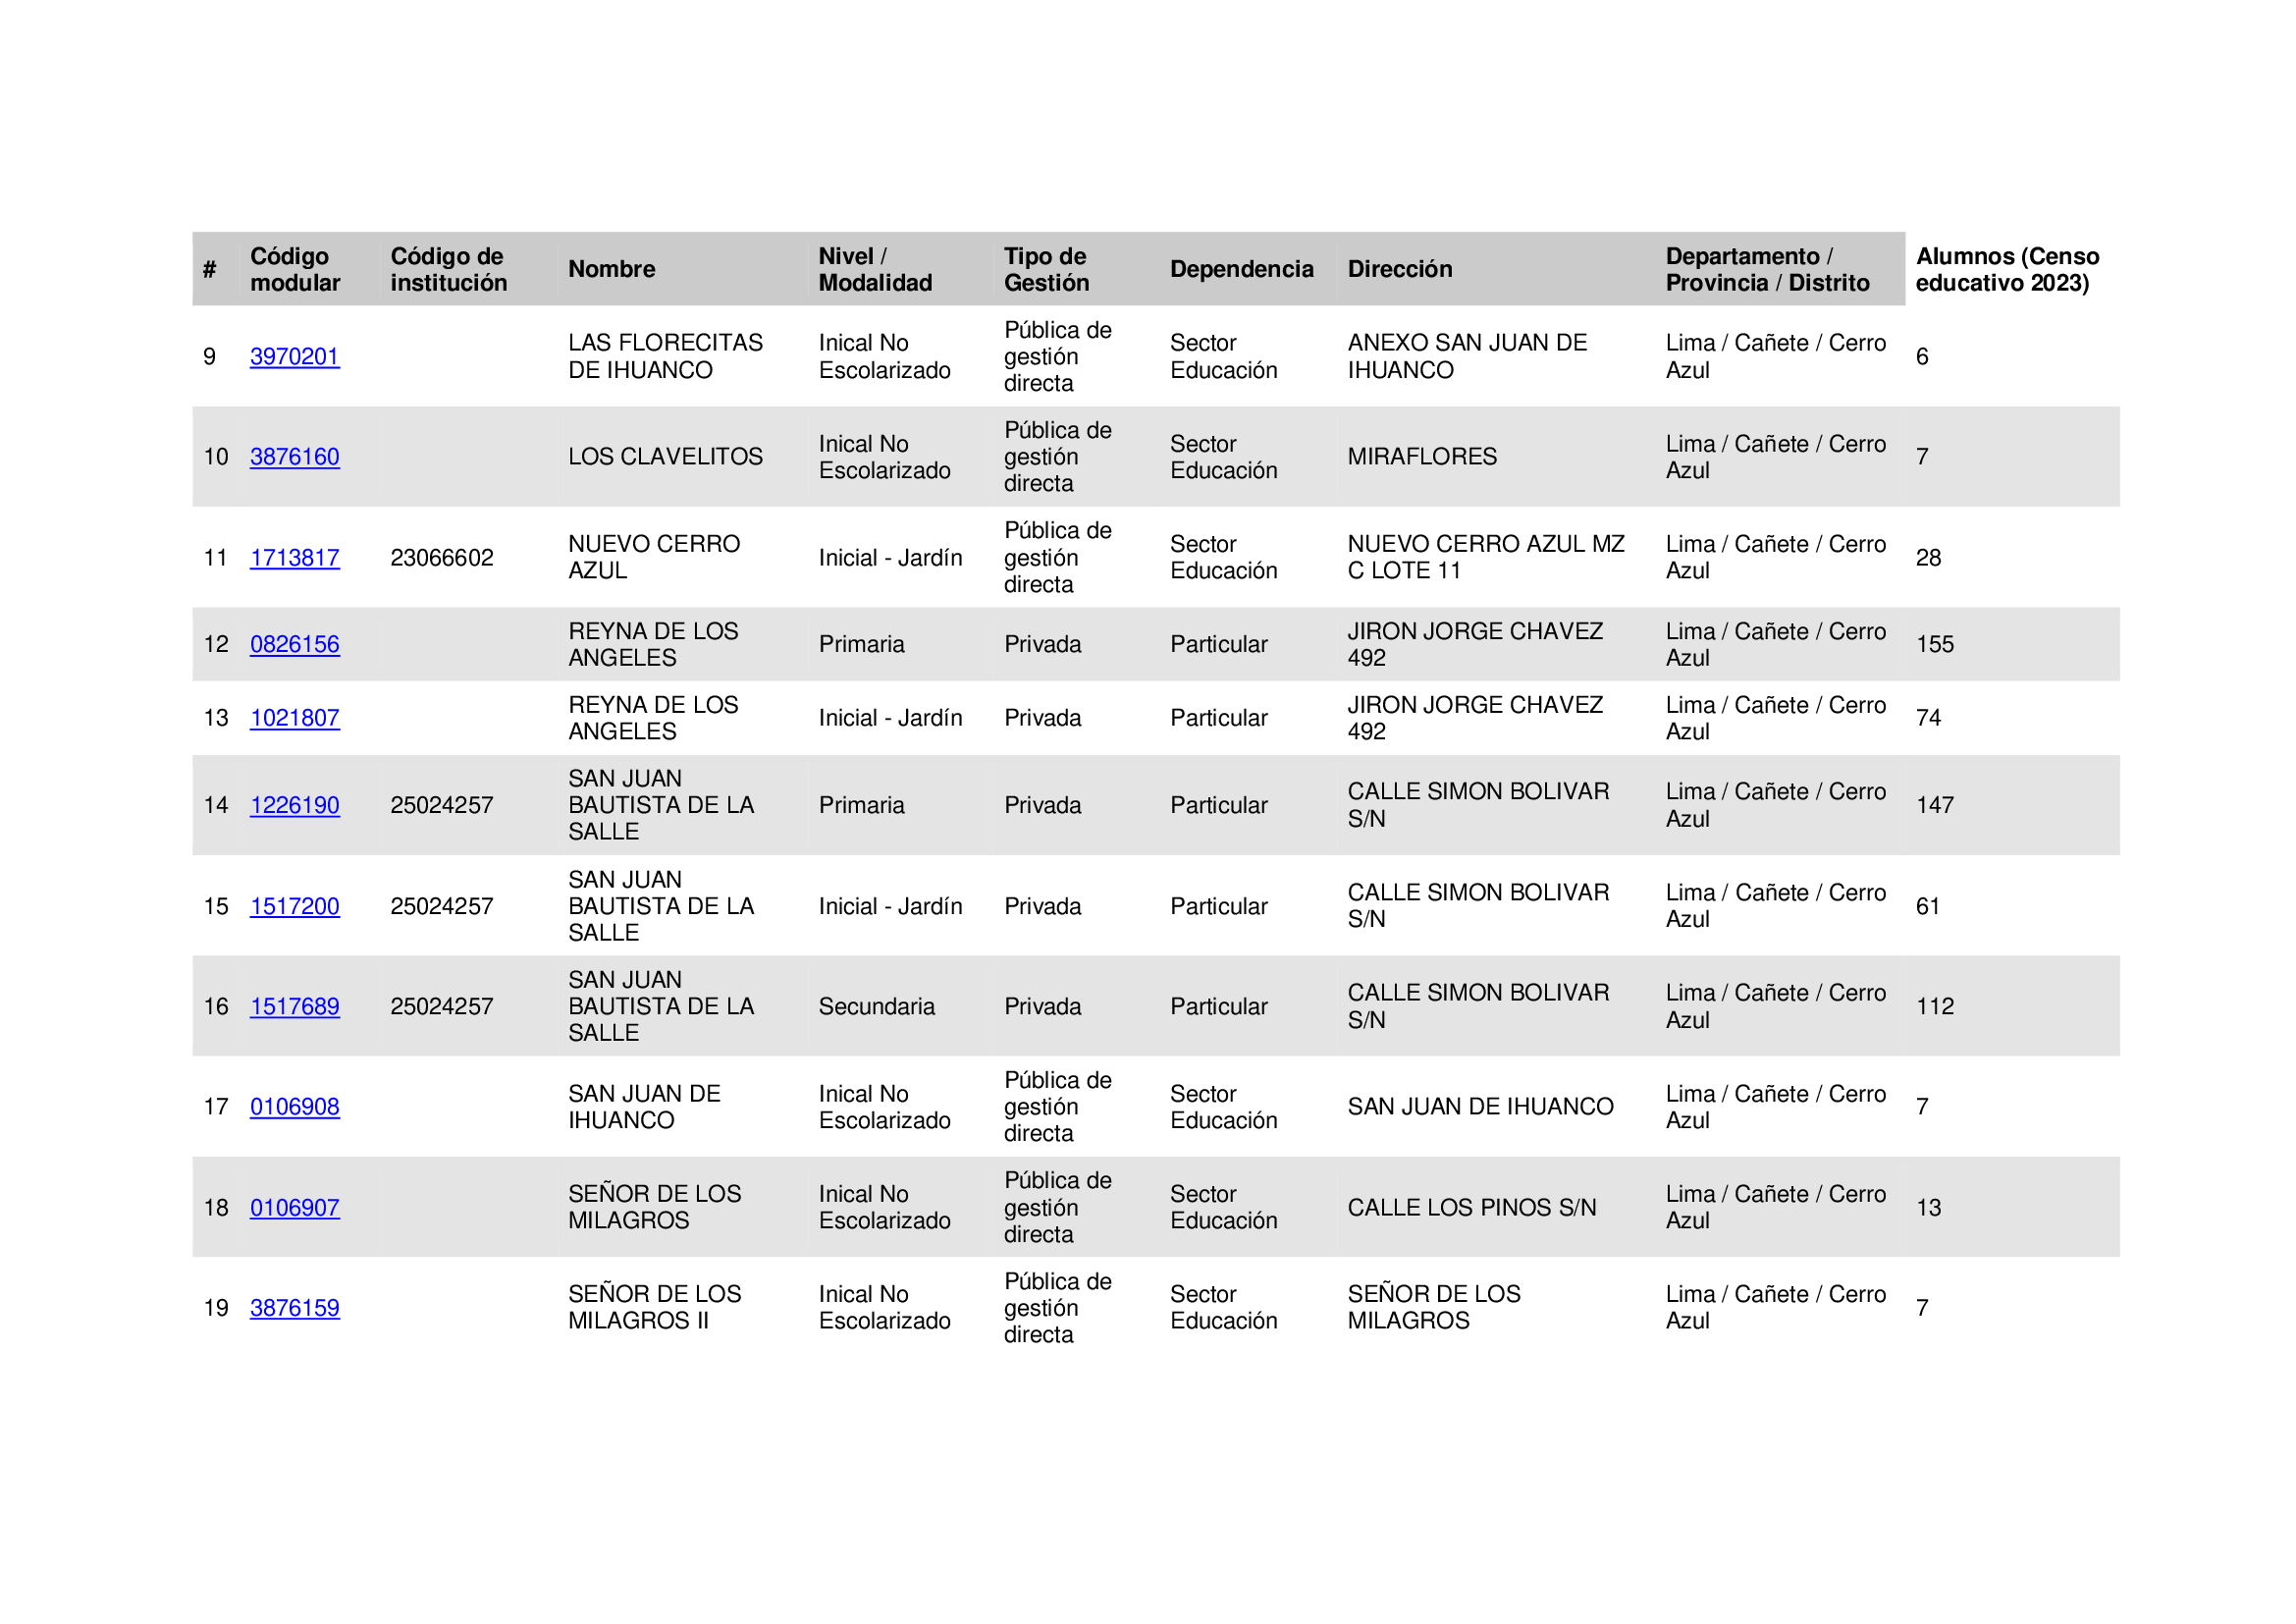 # Código modular Código de institución Nombre Nivel / Modalidad Tipo de Gestión Dependencia Dirección Departamento / Provincia / Distrito Alumnos (Censo educativo 2023)
9 3970201 LAS FLORECITAS DE IHUANCO Inical No Escolarizado Pública de gestión directa Sector Educación ANEXO SAN JUAN DE IHUANCO Lima / Cañete / Cerro Azul 6
10 3876160 LOS CLAVELITOS Inical No Escolarizado Pública de gestión directa Sector Educación MIRAFLORES Lima / Cañete / Cerro Azul 7
11 1713817 23066602 NUEVO CERRO AZUL Inicial - Jardín Pública de gestión directa Sector Educación NUEVO CERRO AZUL MZ C LOTE 11 Lima / Cañete / Cerro Azul 28
12 0826156 REYNA DE LOS ANGELES Primaria Privada Particular JIRON JORGE CHAVEZ 492 Lima / Cañete / Cerro Azul 155
13 1021807 REYNA DE LOS ANGELES Inicial - Jardín Privada Particular JIRON JORGE CHAVEZ 492 Lima / Cañete / Cerro Azul 74
14 1226190 25024257 SAN JUAN BAUTISTA DE LA SALLE Primaria Privada Particular CALLE SIMON BOLIVAR S/N Lima / Cañete / Cerro Azul 147
15 1517200 25024257 SAN JUAN BAUTISTA DE LA SALLE Inicial - Jardín Privada Particular CALLE SIMON BOLIVAR S/N Lima / Cañete / Cerro Azul 61
16 1517689 25024257 SAN JUAN BAUTISTA DE LA SALLE Secundaria Privada Particular CALLE SIMON BOLIVAR S/N Lima / Cañete / Cerro Azul 112
17 0106908 SAN JUAN DE IHUANCO Inical No Escolarizado Pública de gestión directa Sector Educación SAN JUAN DE IHUANCO Lima / Cañete / Cerro Azul 7
18 0106907 SEÑOR DE LOS MILAGROS Inical No Escolarizado Pública de gestión directa Sector Educación CALLE LOS PINOS S/N Lima / Cañete / Cerro Azul 13
19 3876159 SEÑOR DE LOS MILAGROS II Inical No Escolarizado Pública de gestión directa Sector Educación SEÑOR DE LOS MILAGROS Lima / Cañete / Cerro Azul 7